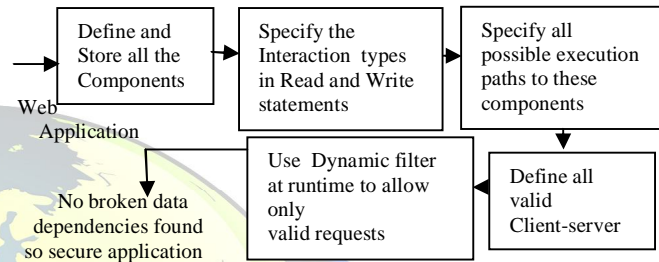 Define and
Store all the
Components
Specify the
Interaction types
in Read and Write
statements
Specify all
possible execution
paths to these
components
Web
Application
Use Dynamic filter
at runtime to allow
only
valid requests
Define all
valid
Client-server
No broken data
dependencies found
so secure application